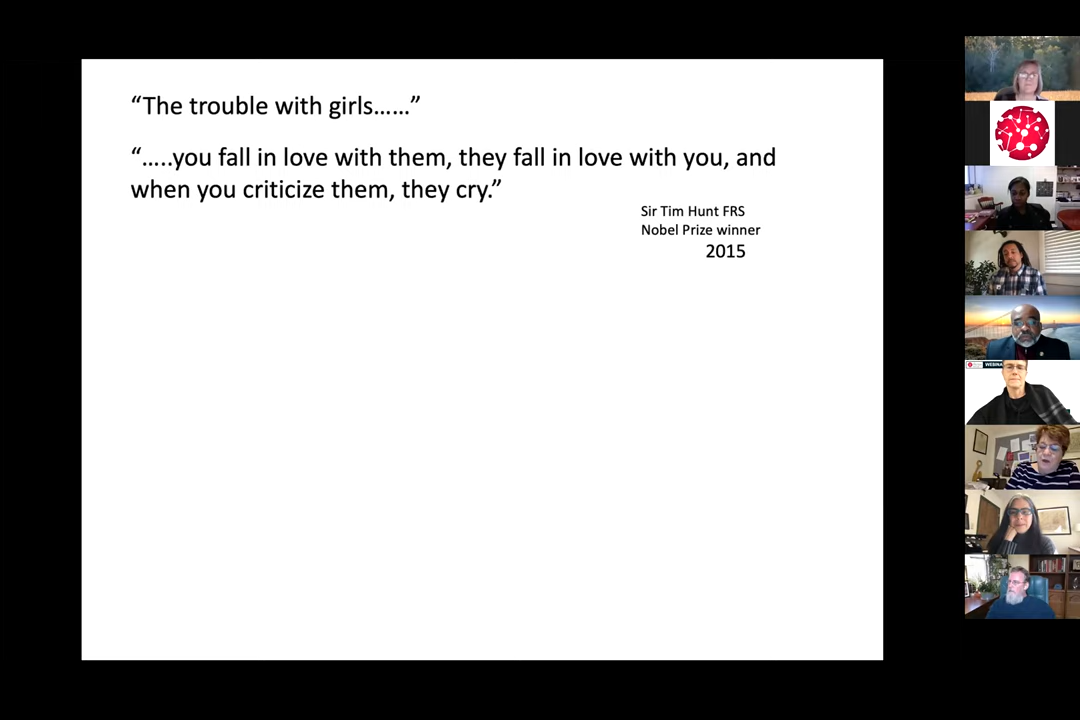 “The trouble with girls……”
“…..you fall in love with them, they fall in love with you, and
when you criticize them, they cry.”
Sir Tim Hunt FRS
Nobel Prize winner
2015